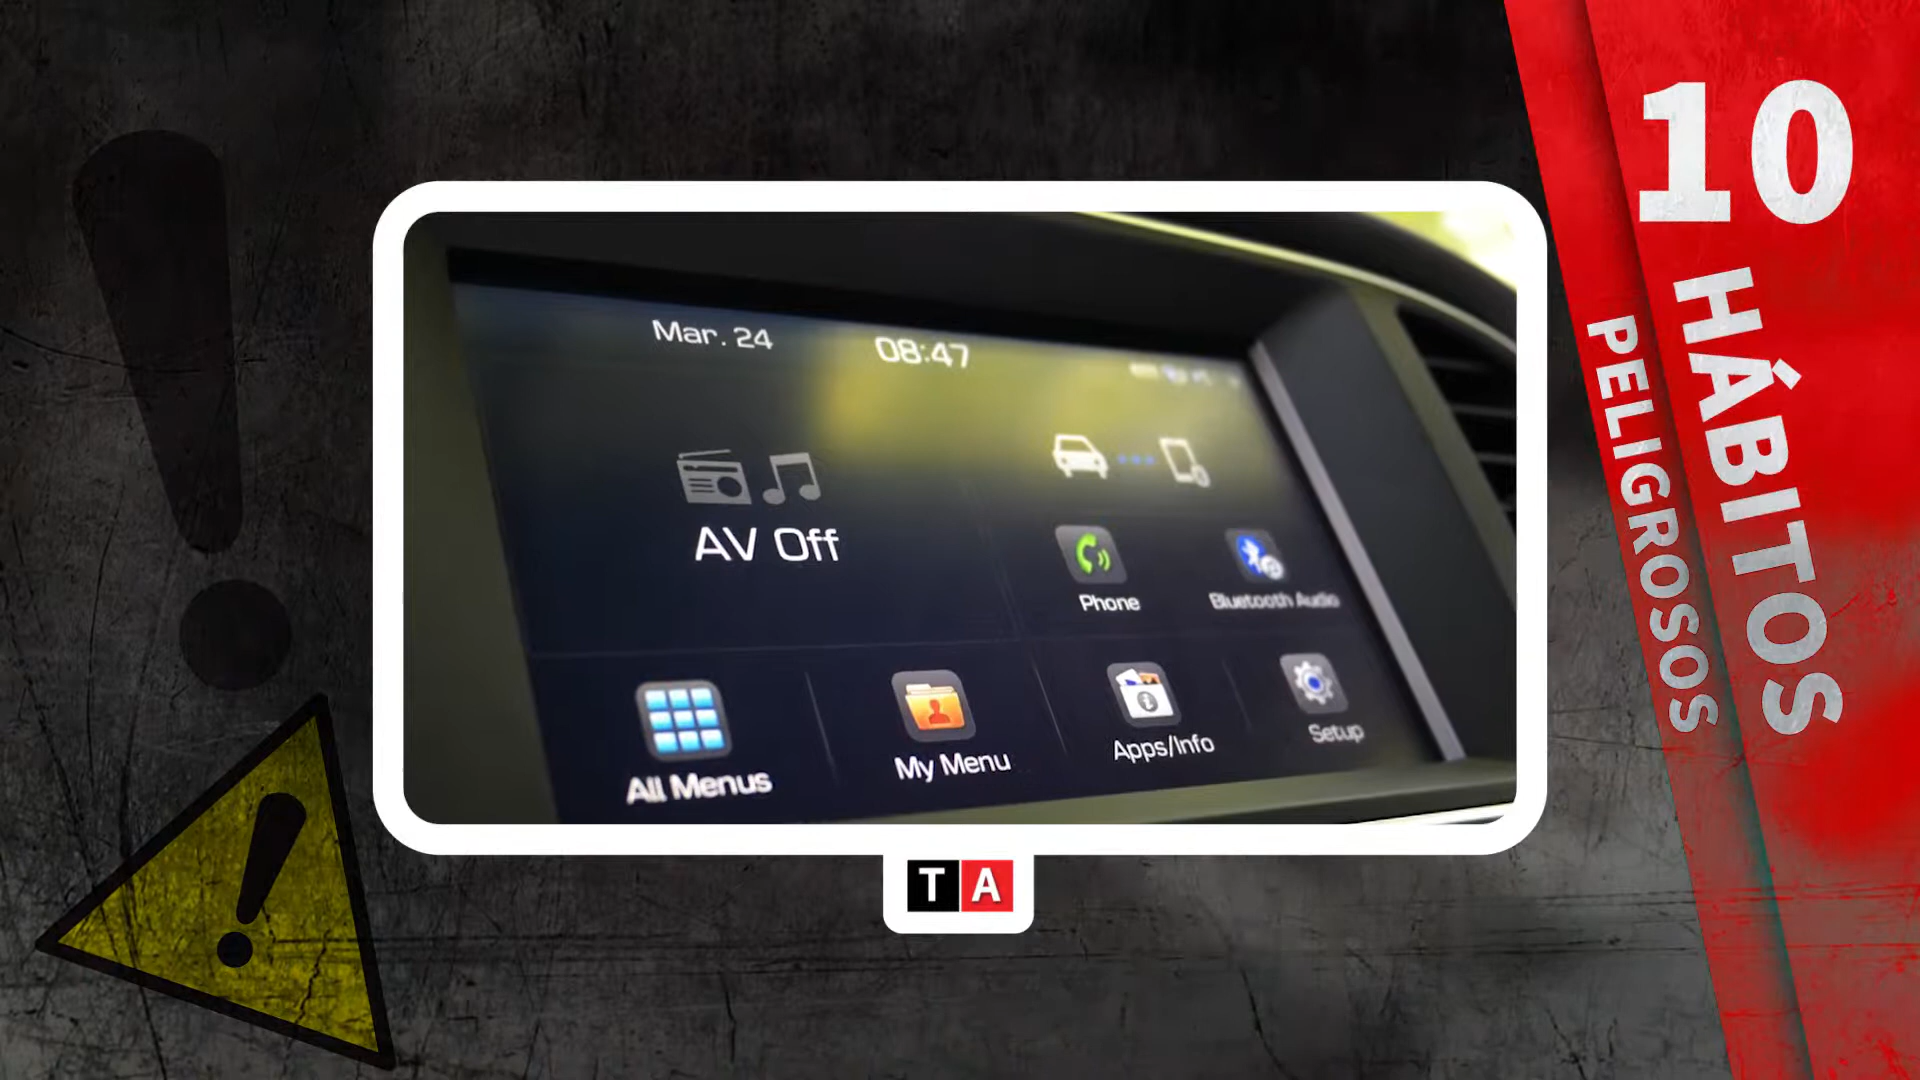 10
HÁBITOS
PELIGROSOS
Mar. 24
08:47
AV Off
Phone
Bluetooth Audio
All Menus
My Menu
Apps/Info
Setup
TA